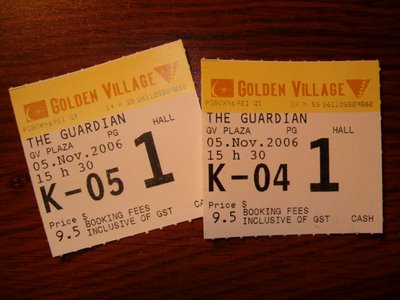 GOLDEN VILLAGE
THE GUARDIAN
GV PLAZA PG HALL
05.Nov.2006
15 h 30
K-05 1
Price $ BOOKING FEES
9.5 INCLUSIVE OF GST CASH
GOLDEN VILLAGE
THE GUARDIAN
GV PLAZA PG HALL
05.Nov.2006
15 h 30
K-04 1
Price $ BOOKING FEES
9.5 INCLUSIVE OF GST CASH